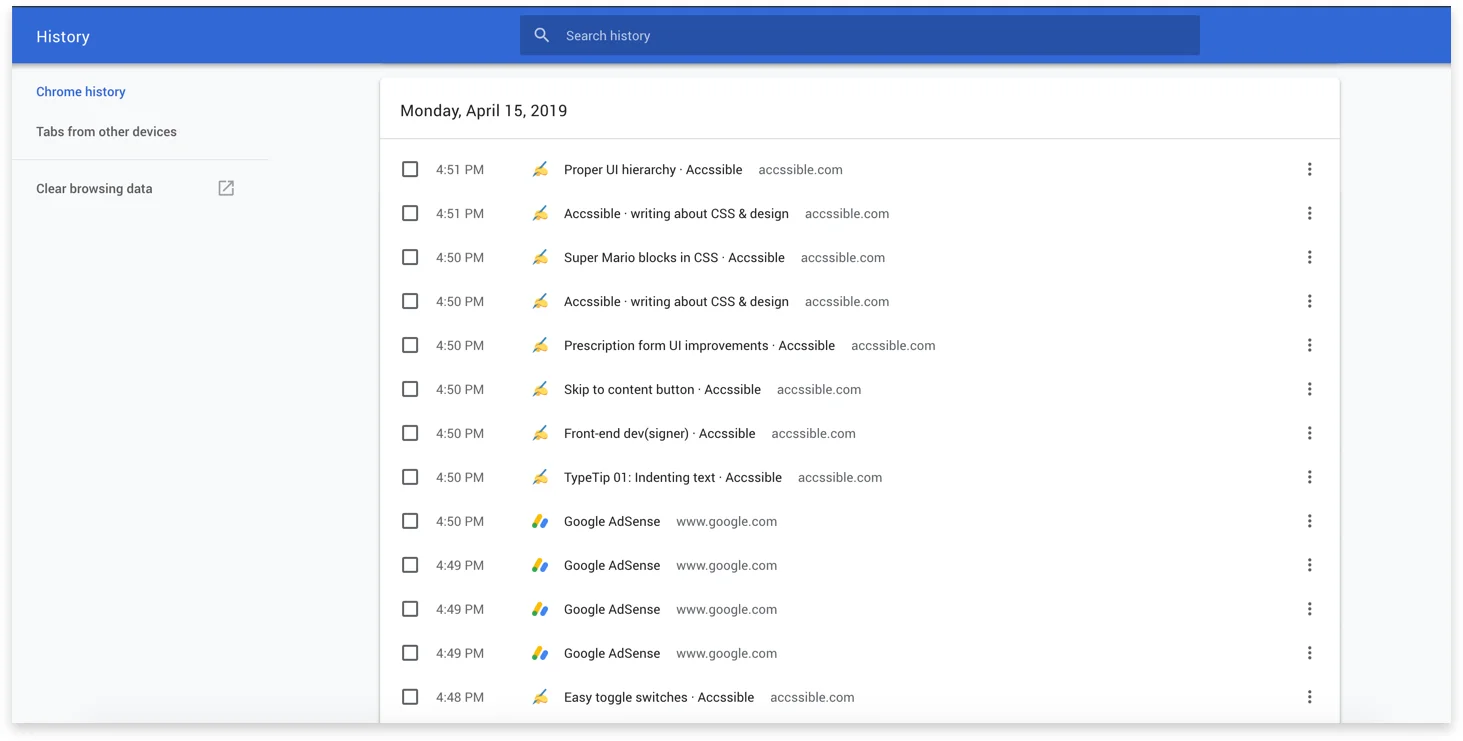 History
Search history
Chrome history
Tabs from other devices
Clear browsing data
Monday, April 15, 2019
4:51 PM Proper UI hierarchy · Accssible accssible.com
4:51 PM Accssible · writing about CSS & design accssible.com
4:50 PM Super Mario blocks in CSS · Accssible accssible.com
4:50 PM Accssible · writing about CSS & design accssible.com
4:50 PM Prescription form UI improvements · Accssible accssible.com
4:50 PM Skip to content button · Accssible accssible.com
4:50 PM Front-end dev(signer) · Accssible accssible.com
4:50 PM TypeTip 01: Indenting text · Accssible accssible.com
4:50 PM Google AdSense www.google.com
4:49 PM Google AdSense www.google.com
4:49 PM Google AdSense www.google.com
4:49 PM Google AdSense www.google.com
4:48 PM Easy toggle switches · Accssible accssible.com